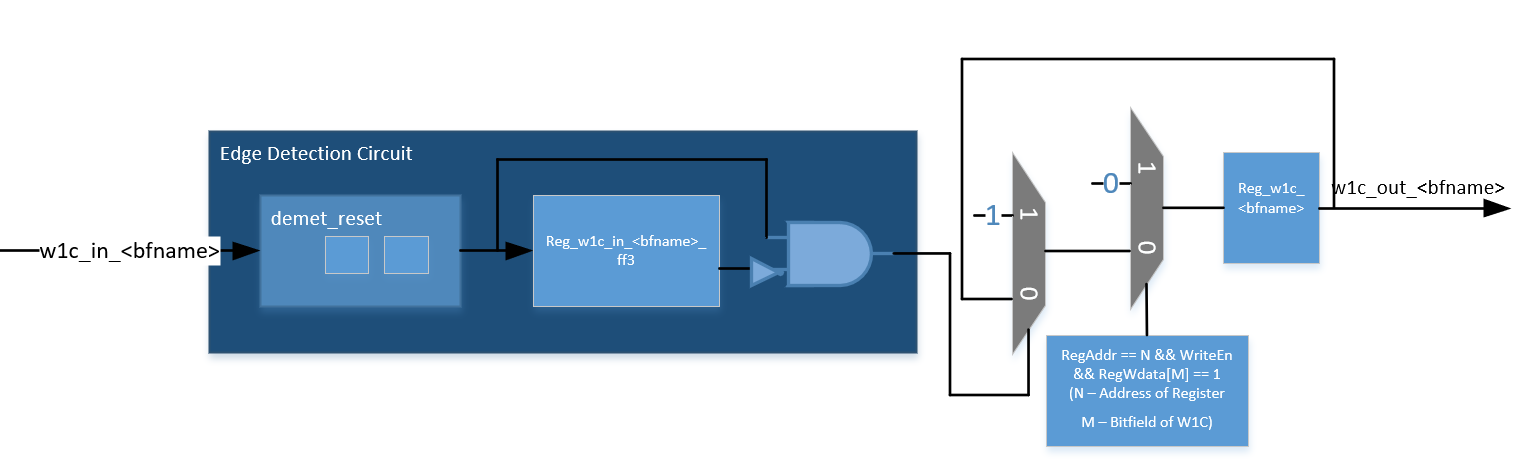 Edge Detection Circuit
w1c_in_<bfname>
demet_reset
Reg_w1c_in_<bfname>_
ff3
1
1
0
0
1
0
Reg_w1c_
<bfname>
w1c_out_<bfname>
RegAddr == N && WriteEn
&& RegWdata[M] == 1
(N – Address of Register
M – Bitfield of W1C)